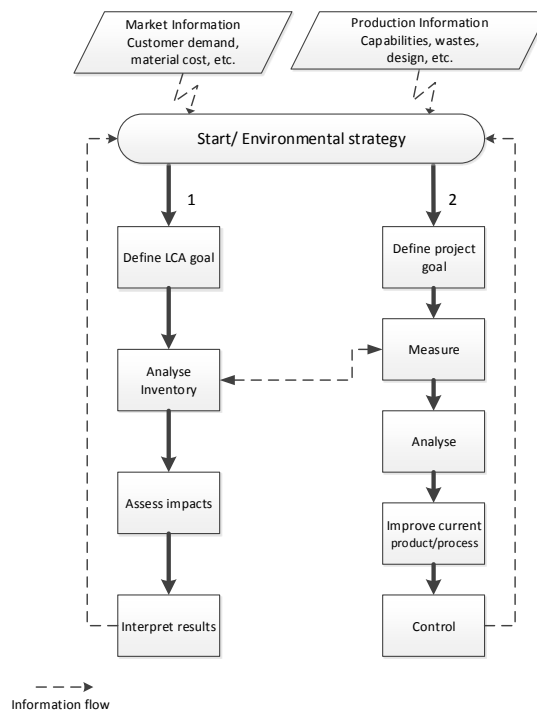 Market Information
Customer demand,
material cost, etc.
Production Information
Capabilities, wastes,
design, etc.
Start/ Environmental strategy
1
2
Define LCA goal
Define project
goal
Analyse
Inventory
Measure
Analyse
Assess impacts
Improve current
product/process
Interpret results
Control
Information flow